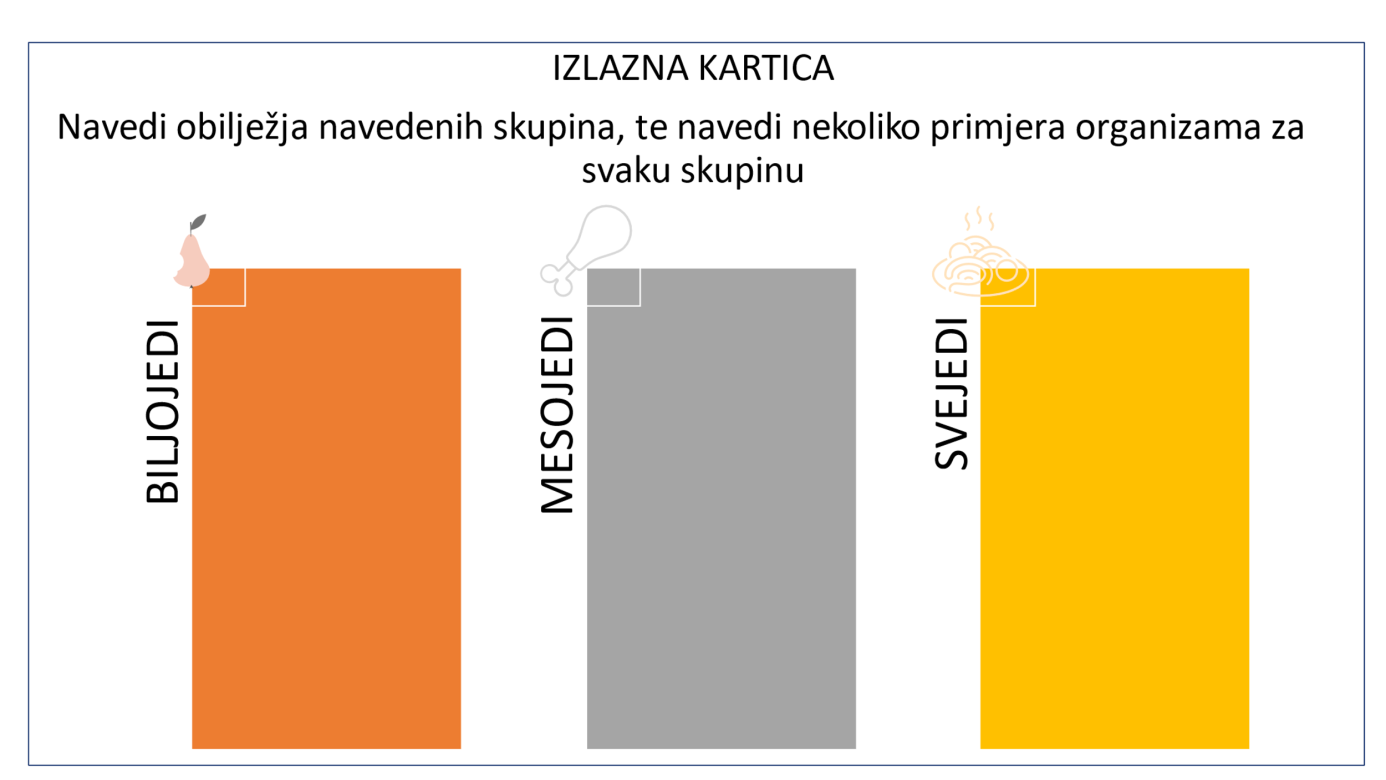 IZLAZNA KARTICA
Navedi obilježja navedenih skupina, te navedi nekoliko primjera organizama za
svaku skupinu
BILJOJEDI
MESOJEDI
SVEJEDI